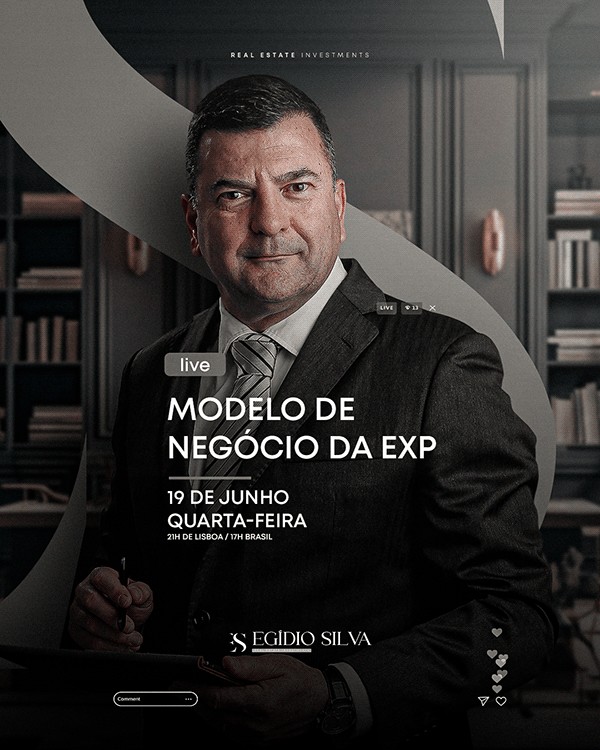 REAL ESTATE INVESTMENTS
LIVE 13
live
MODELO DE
NEGÓCIO DA EXP
19 DE JUNHO
QUARTA-FEIRA
21H DE LISBOA / 17H BRASIL
ES EGÍDIO SILVA
Comment